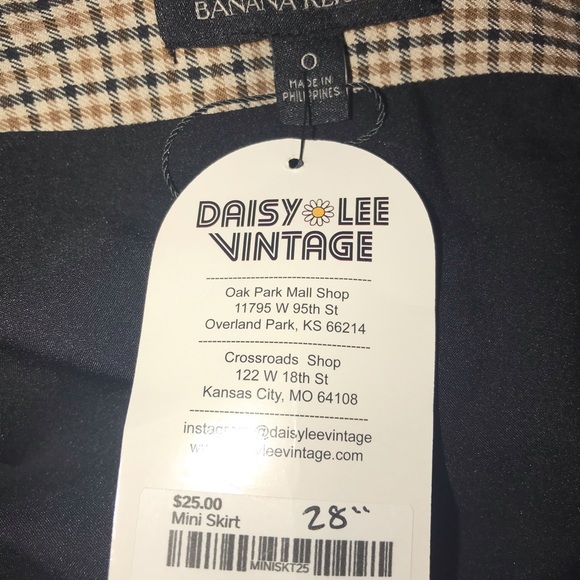 BANANA
O
MADE IN
PHILIPPINES
DAISY LEE
VINTAGE
Oak Park Mall Shop
11795 W 95th St
Overland Park, KS 66214
Crossroads Shop
122 W 18th St
Kansas City, MO 64108
@daisyleevintage
$25.00
Mini Skirt
28"
MINISKT25